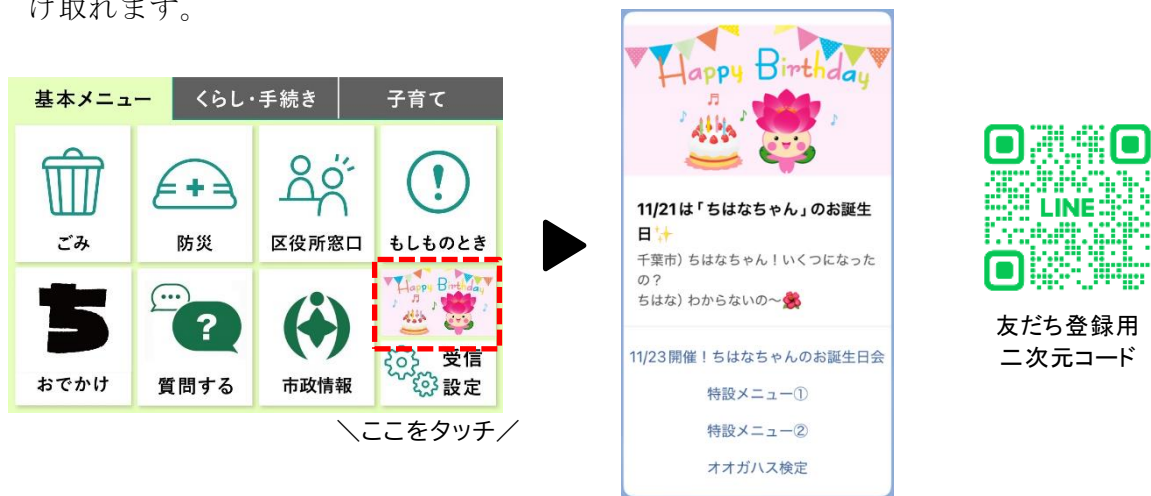 け取れます。
基本メニュー
くらし・手続き
子育て
ごみ
防災
区役所窓口
もしものとき
Happy Birthday
ち
?
おでかけ
質問する
市政情報
受信
設定
＼ここをタッチ／
Happy Birthday
11/21は「ちはなちゃん」のお誕生
日✨
千葉市）ちはなちゃん！いくつになった
の？
ちはな）わからないの～🌺
11/23開催！ちはなちゃんのお誕生日会
特設メニュー①
特設メニュー②
オオガハス検定
LINE
友だち登録用
二次元コード